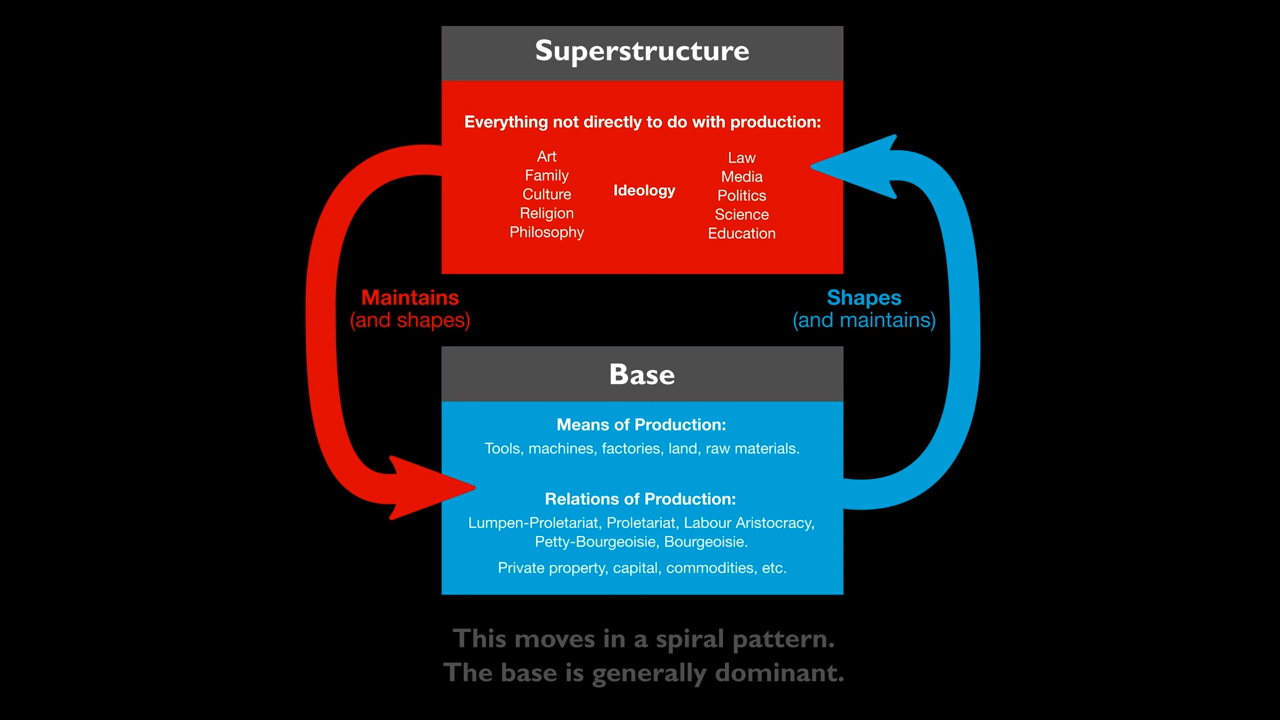 Superstructure
Everything not directly to do with production:
Art
Family
Culture
Religion
Philosophy
Ideology
Law
Media
Politics
Science
Education
Maintains
(and shapes)
Shapes
(and maintains)
Base
Means of Production:
Tools, machines, factories, land, raw materials.
Relations of Production:
Lumpen-Proletariat, Proletariat, Labour Aristocracy,
Petty-Bourgeoisie, Bourgeoisie.
Private property, capital, commodities, etc.
This moves in a spiral pattern.
The base is generally dominant.